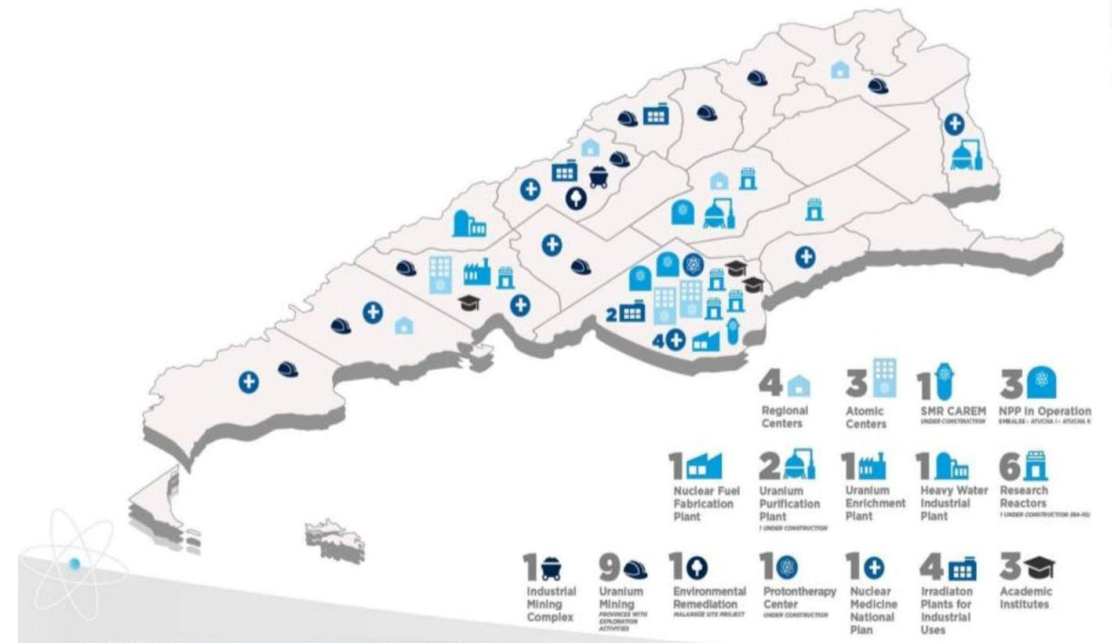 2
4
4
Regional
Centers
3
Atomic
Centers
1
SMR CAREM
UNDER CONSTRUCTION
3
NPP in Operation
EMBALSE - ATUCHA I - ATUCHA II
1
Nuclear Fuel
Fabrication
Plant
2
Uranium
Purification
Plant
1 UNDER CONSTRUCTION
1
Uranium
Enrichment
Plant
1
Heavy Water
Industrial
Plant
6
Research
Reactors
1 UNDER CONSTRUCTION (RA-10)
1
Industrial
Mining
Complex
9
Uranium
Mining
PROVINCES WITH
EXPLORATION
ACTIVITIES
1
Environmental
Remediation
MALARGÜE SITE PROJECT
1
Protontherapy
Center
UNDER CONSTRUCTION
1
Nuclear
Medicine
National
Plan
4
Irradiaton
Plants for
Industrial
Uses
3
Academic
Institutes